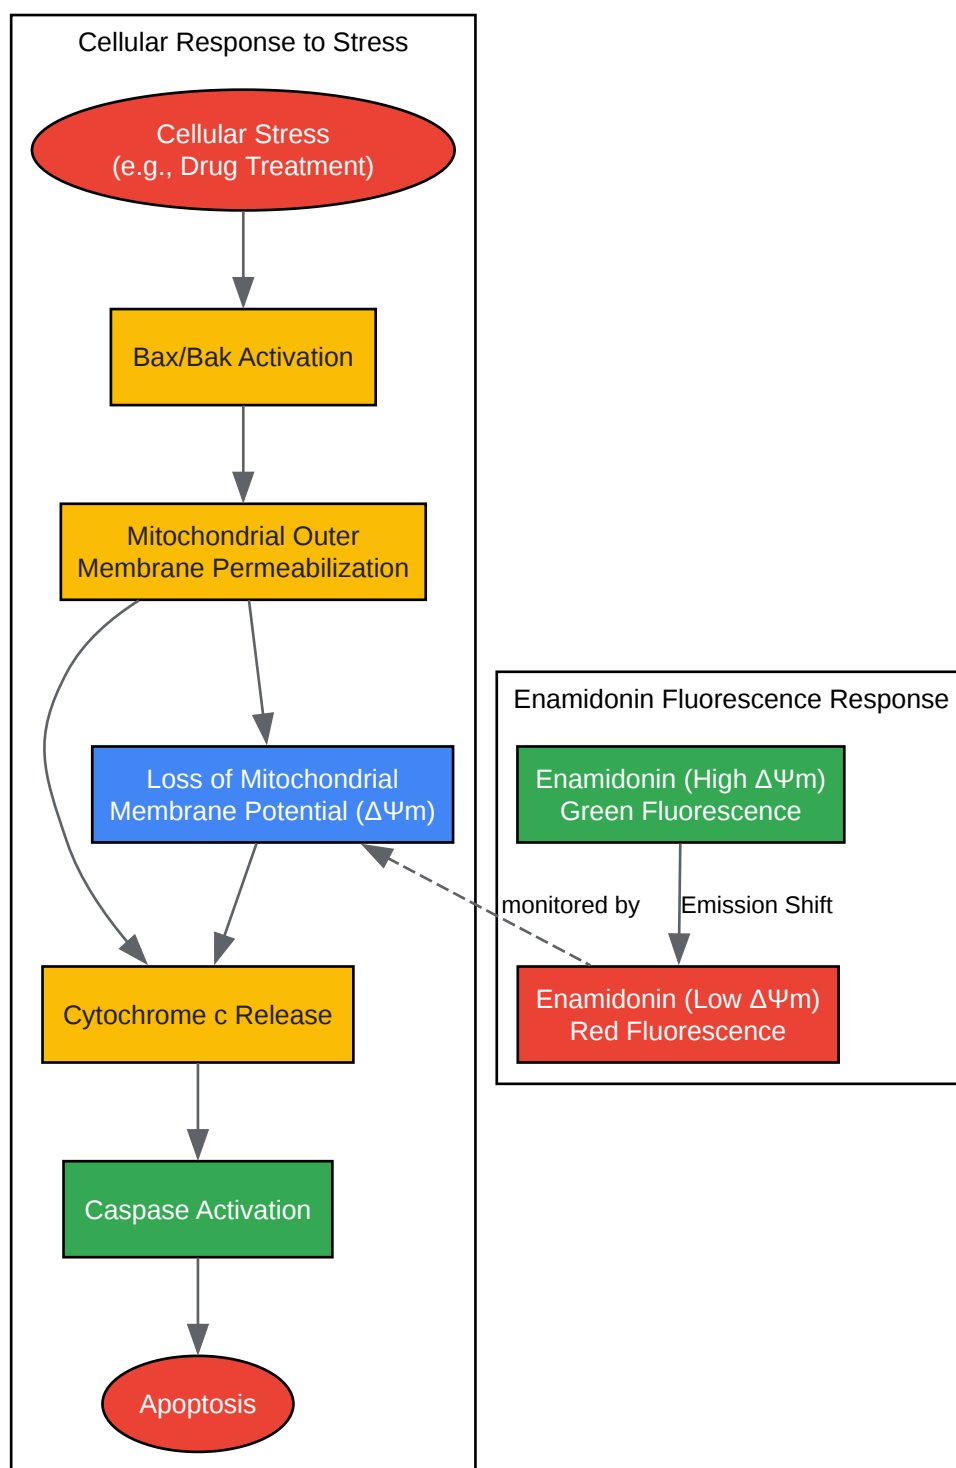 Cellular Response to Stress
Cellular Stress
(e.g., Drug Treatment)
Bax/Bak Activation
Mitochondrial Outer
Membrane Permeabilization
Loss of Mitochondrial
Membrane Potential (ΔΨm)
Cytochrome c Release
Caspase Activation
Apoptosis
Enamidonin Fluorescence Response
Enamidonin (High ΔΨm)
Green Fluorescence
monitored by
Emission Shift
Enamidonin (Low ΔΨm)
Red Fluorescence